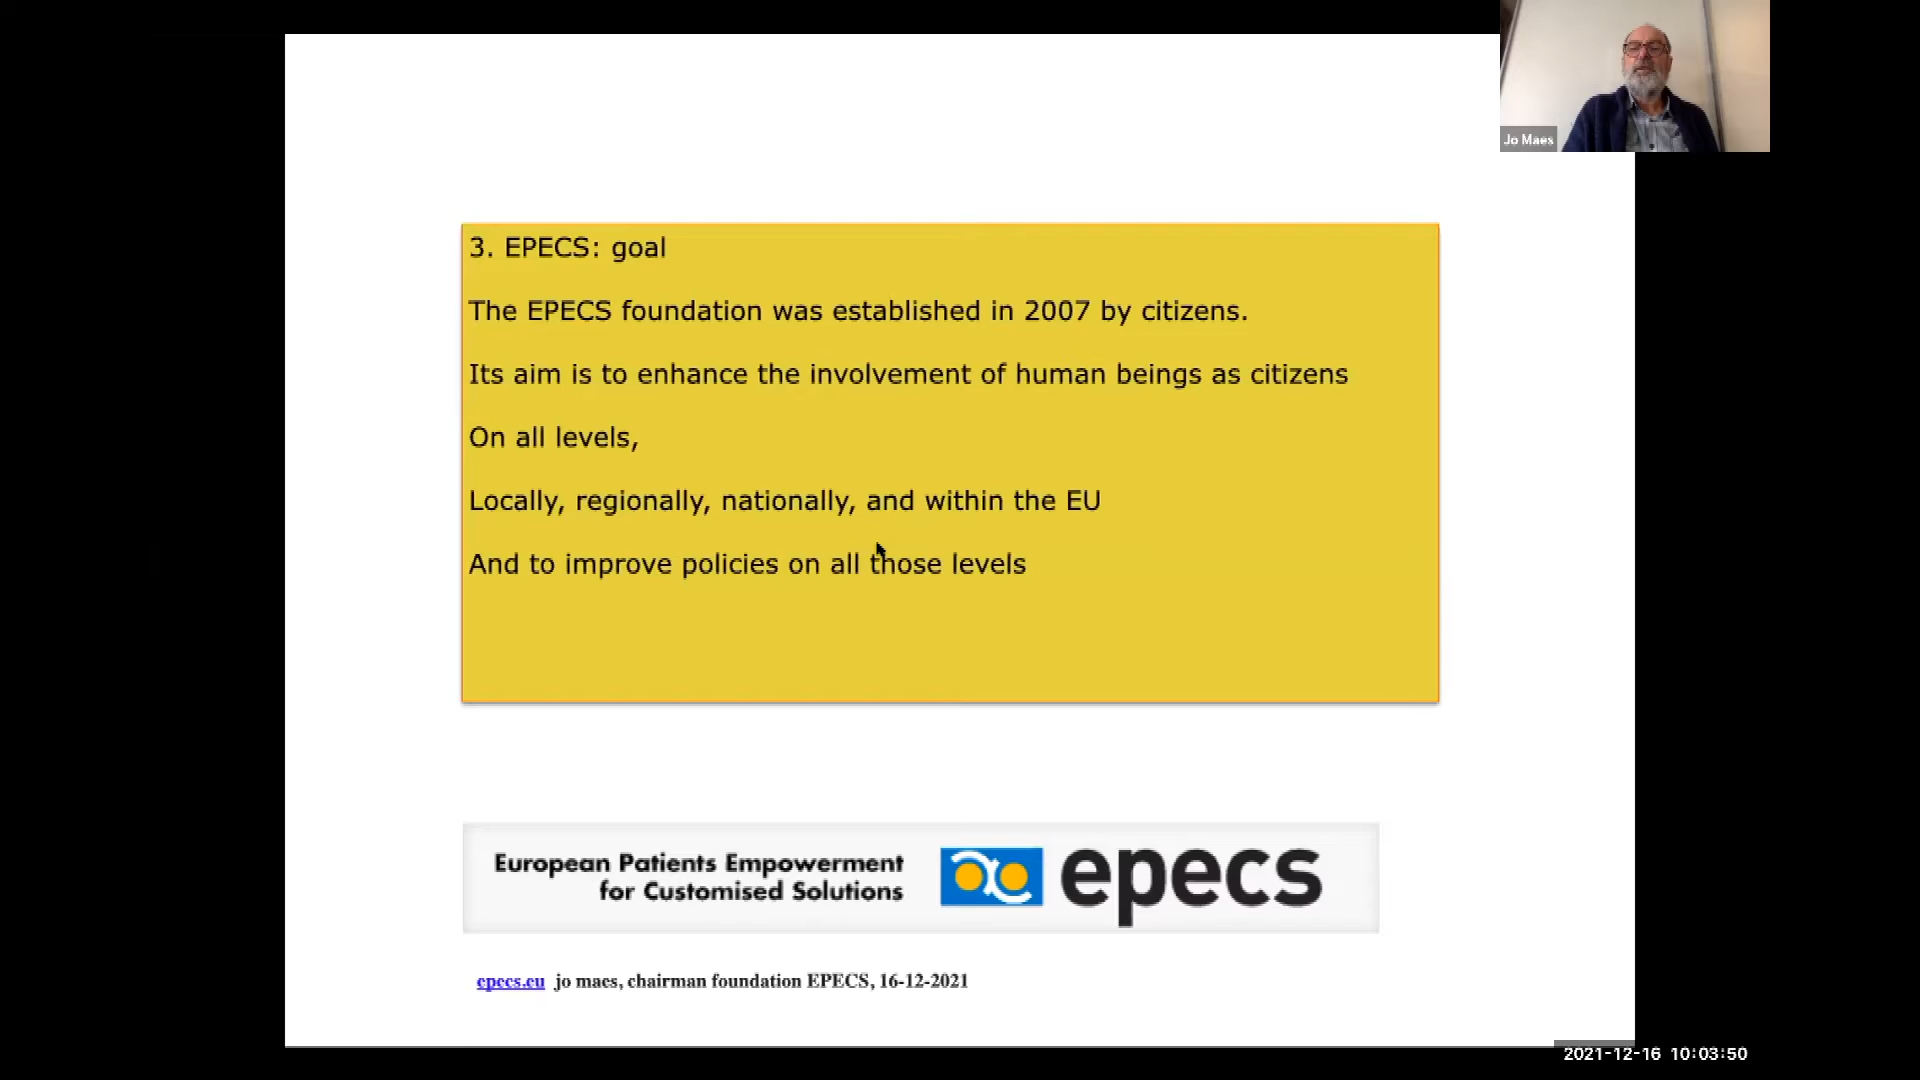 Jo Maes
3. EPECS: goal
The EPECS foundation was established in 2007 by citizens.
Its aim is to enhance the involvement of human beings as citizens
On all levels,
Locally, regionally, nationally, and within the EU
And to improve policies on all those levels
European Patients Empowerment
for Customised Solutions
epecs
epecs.eu jo maes, chairman foundation EPECS, 16-12-2021
2021-12-16 10:03:50